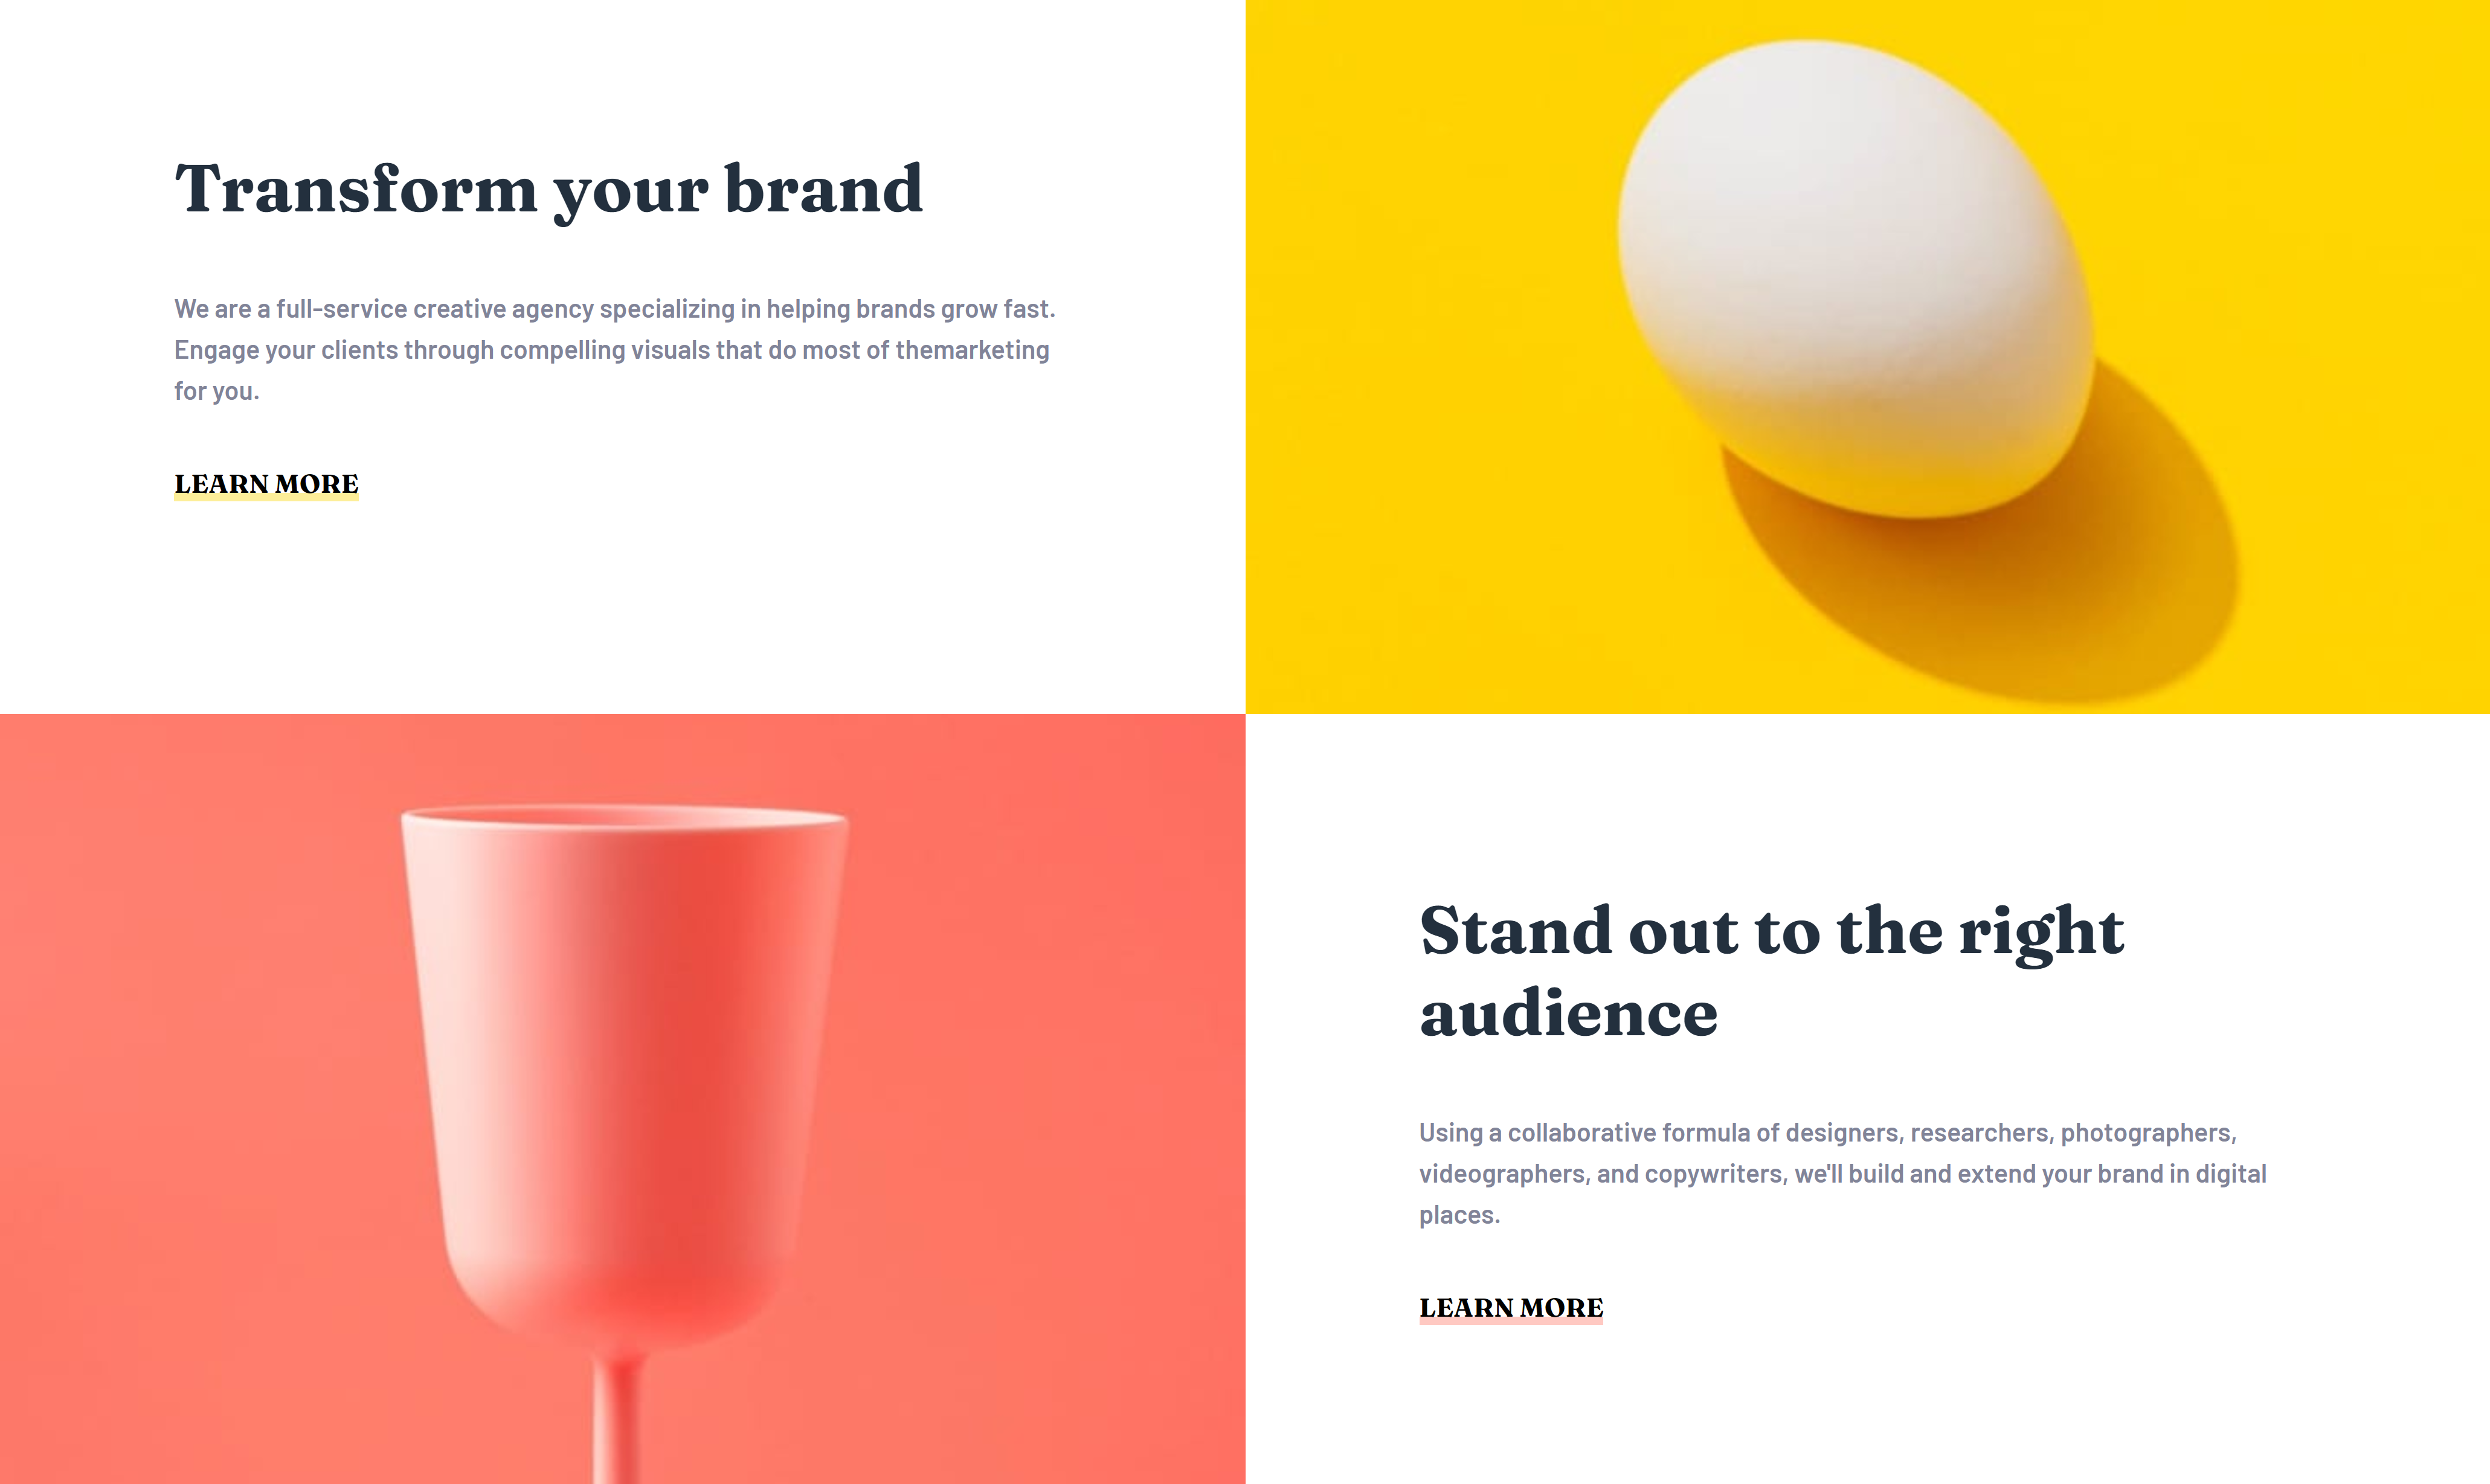 Transform your brand
We are a full-service creative agency specializing in helping brands grow fast.
Engage your clients through compelling visuals that do most of themarketing
for you.
LEARN MORE
Stand out to the right
audience
Using a collaborative formula of designers, researchers, photographers,
videographers, and copywriters, we'll build and extend your brand in digital
places.
LEARN MORE